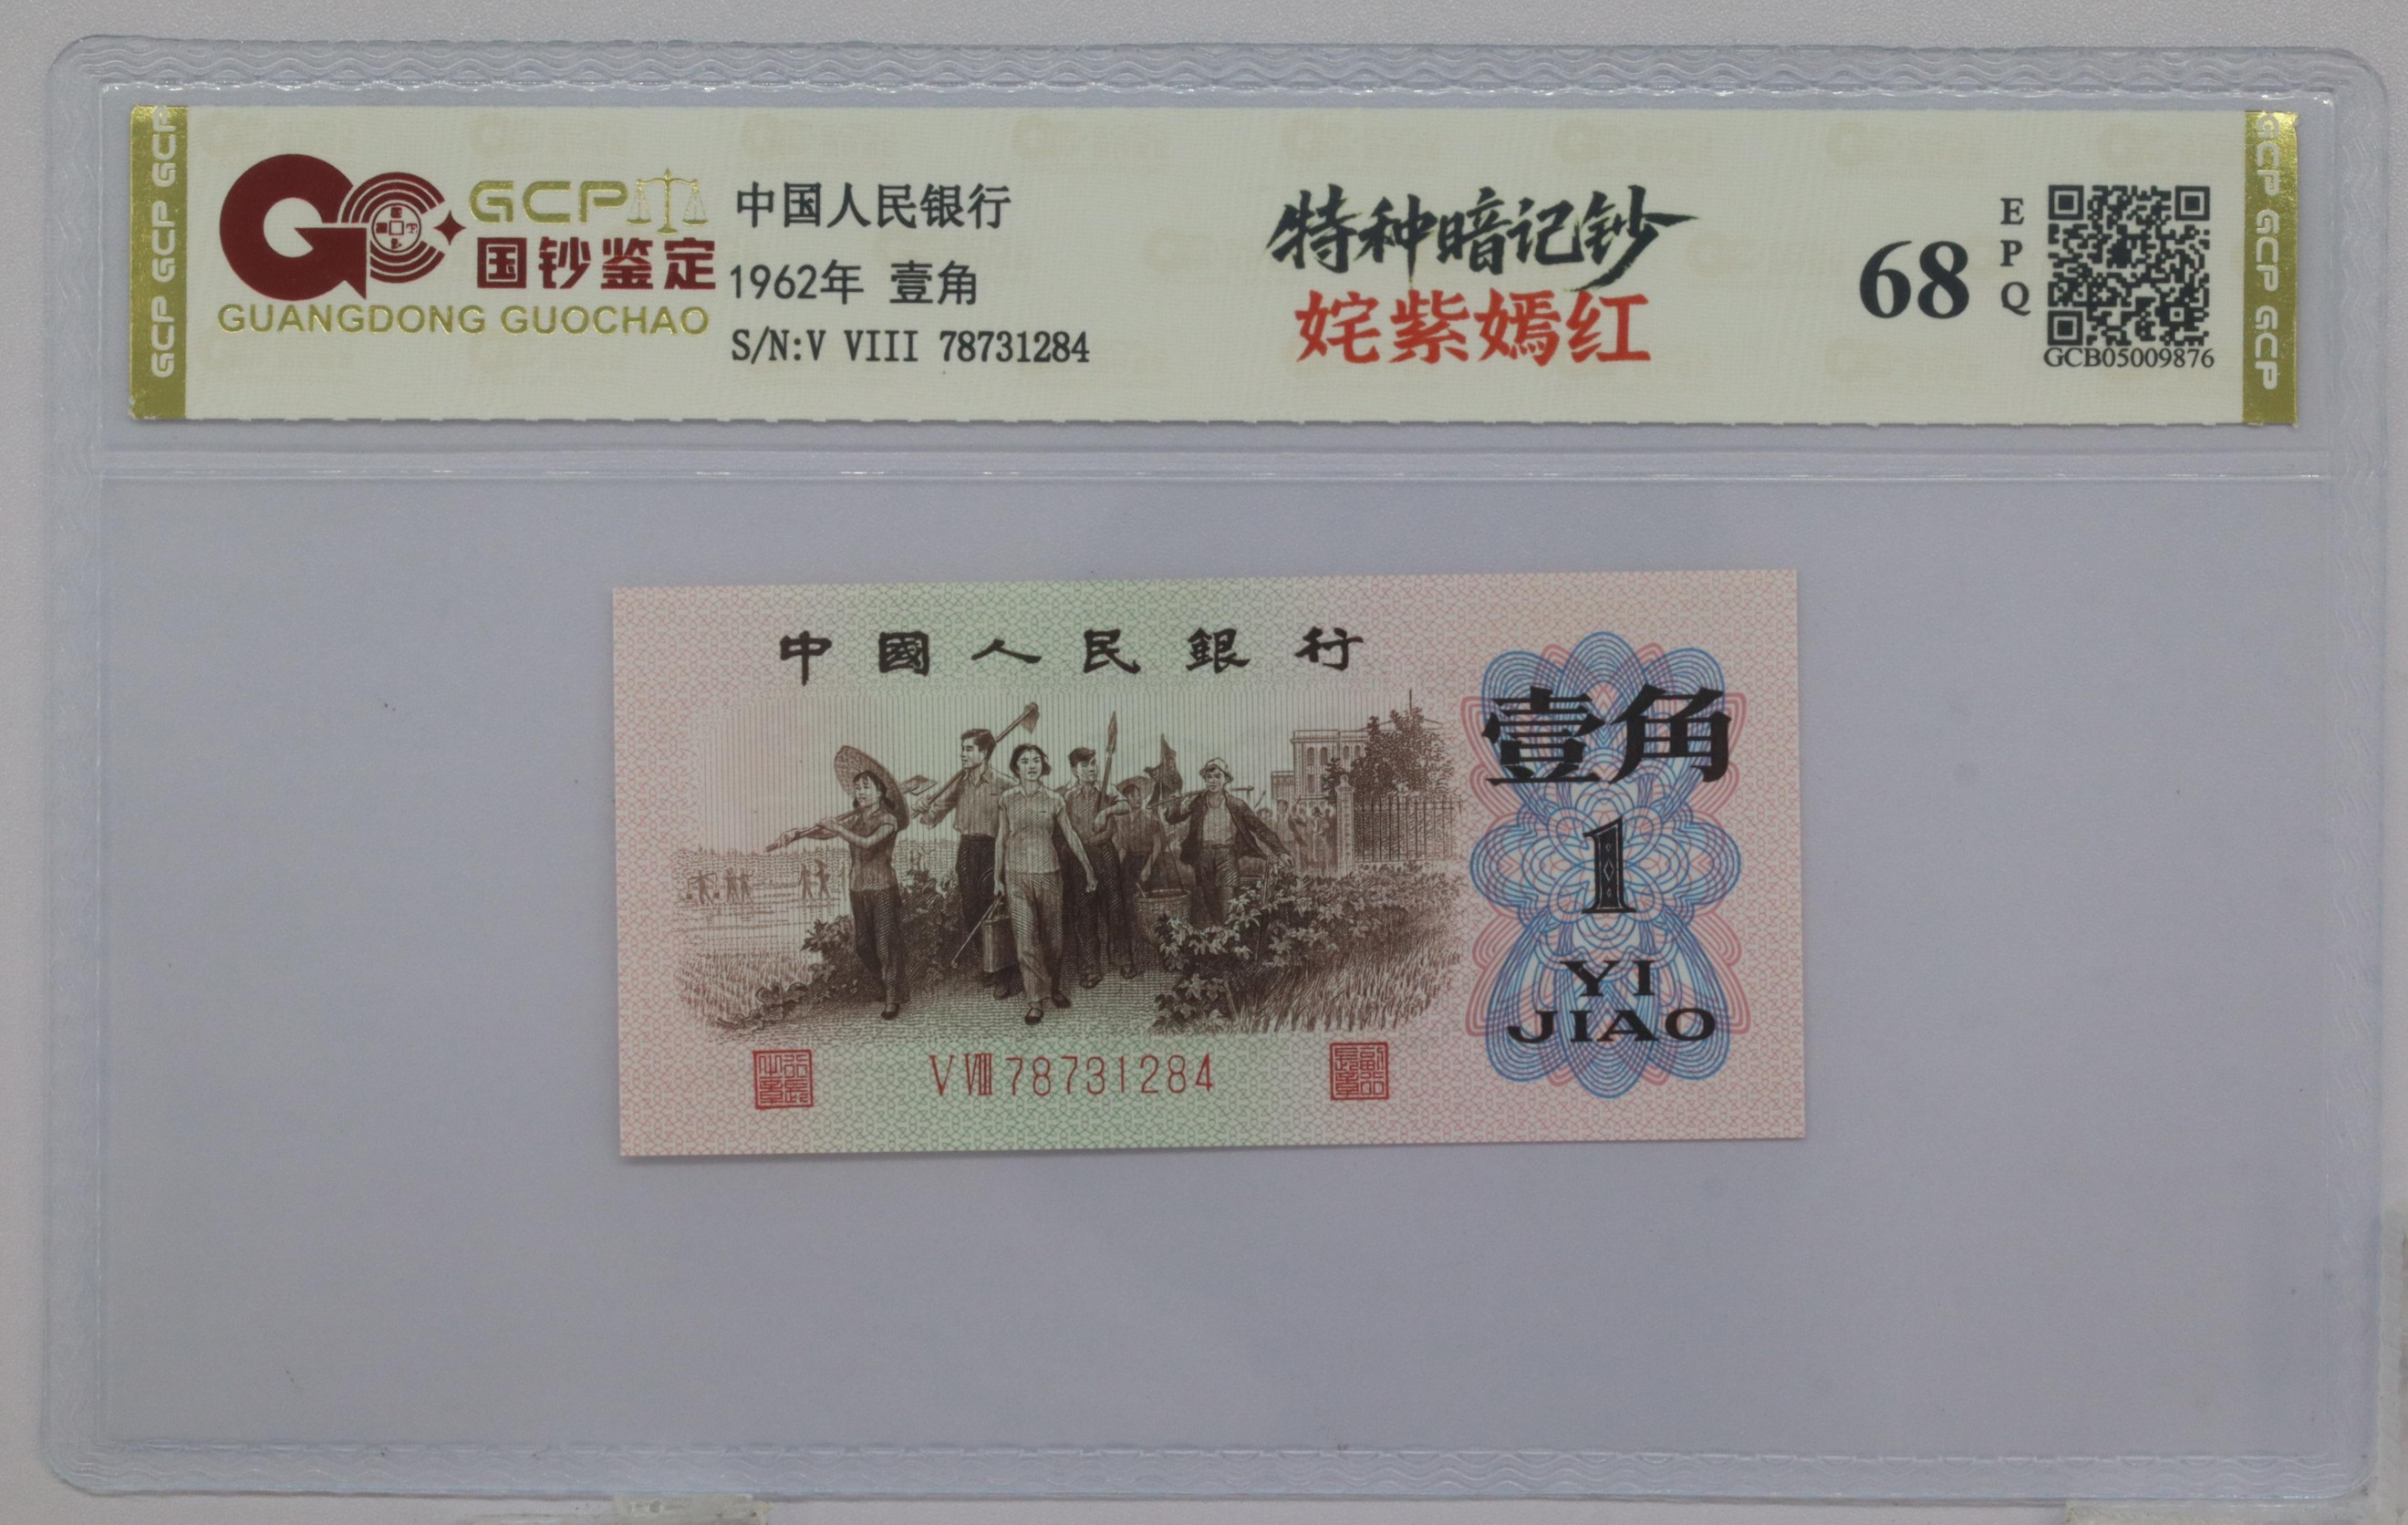 GCP GCP GCP
GCP
国钞鉴定
GUANGDONG GUOCHAO
中国人民银行
1962年 壹角
S/N:V VIII 78731284
特种暗记钞
姹紫嫣红
68
E
P
Q
GCB05009876
GCP GCP GCP
中國人民銀行
壹角
1
YI
JIAO
V VIII 78731284